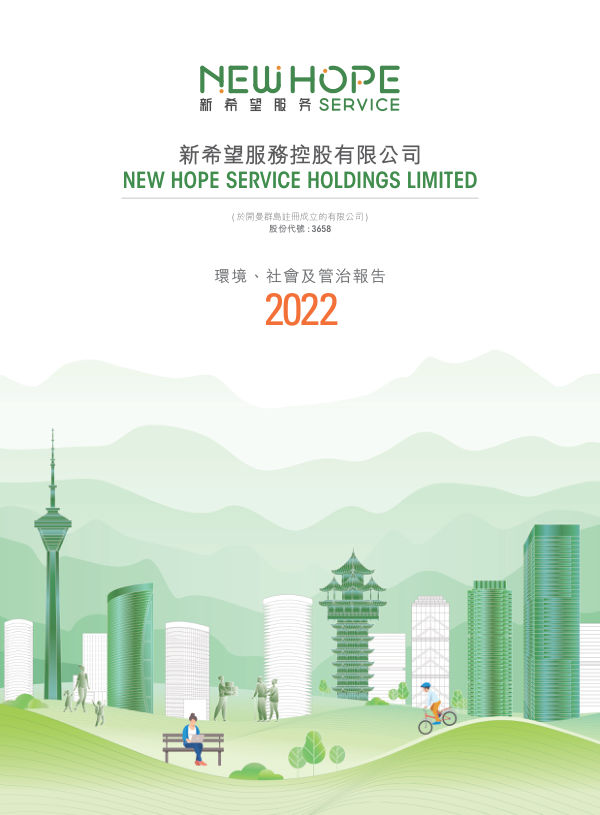 NEW HOPE
新希望服务 SERVICE
新希望服務控股有限公司
NEW HOPE SERVICE HOLDINGS LIMITED
(於開曼群島註冊成立的有限公司)
股份代號 : 3658
環境、社會及管治報告
2022